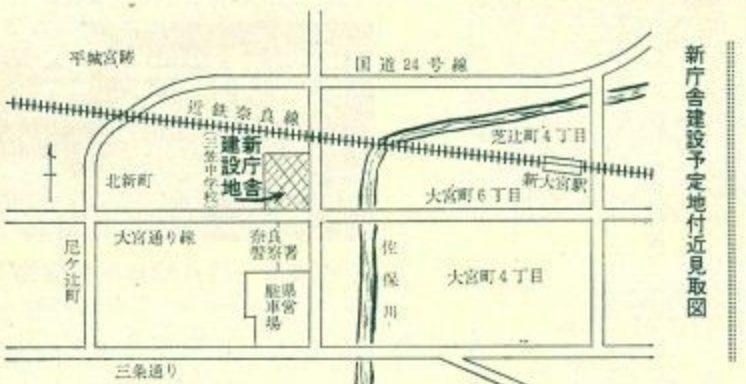 新庁舎建設予定地付近見取図
平城宮跡
国道24号線
近鉄奈良線
芝辻町4丁目
新大宮駅
(三笠中学校)
新庁舎
建設地
北新町
大宮町6丁目
大宮通り線
尼ケ辻町
奈良
警察署
県営
駐車場
佐保川
大宮町4丁目
三条通り